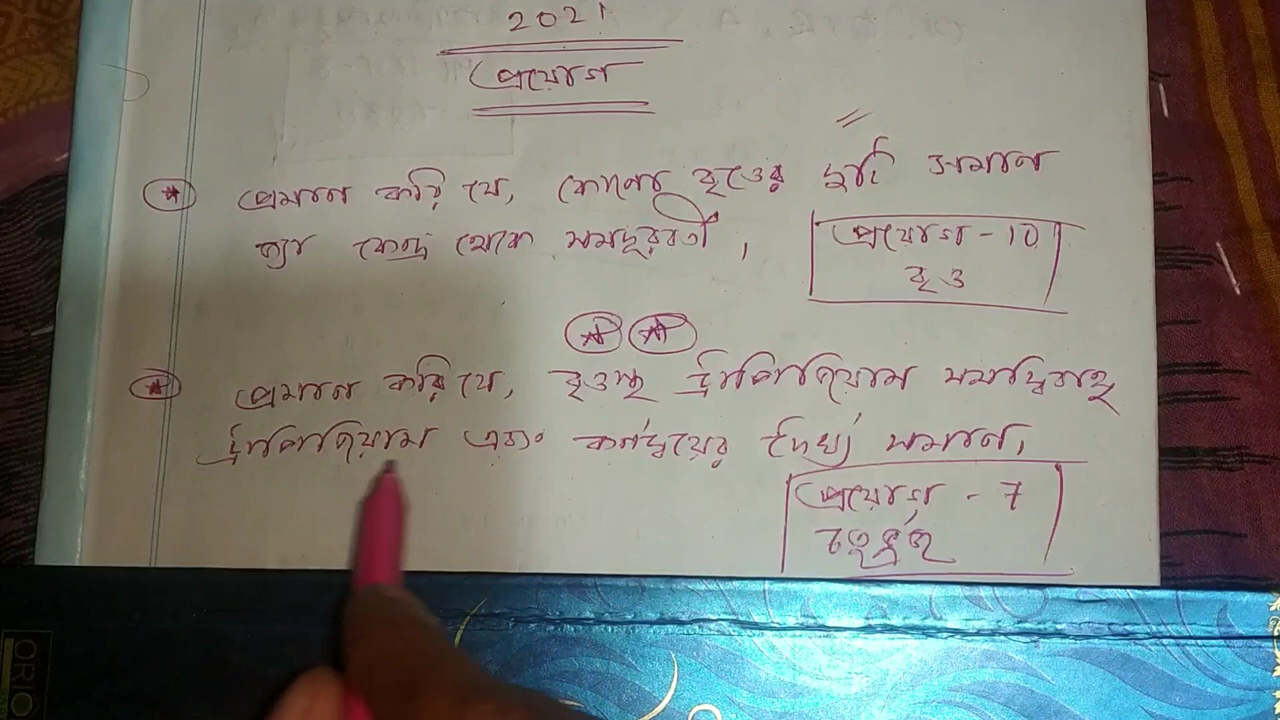 2021
প্রয়োগ
প্রমাণ করি যে, কোনো বৃত্তের দুটি সমান
জ্যা কেন্দ্র থেকে সমদূরবর্তী,
প্রয়োগ - 10
বৃত্ত
প্রমাণ করি যে, বৃত্তস্থ ট্রাপিজিয়াম সমদ্বিবাহু
ট্রাপিজিয়াম এবং কর্ণদ্বয়ের দৈর্ঘ্য সমান,
প্রয়োগ - 7
ORIO